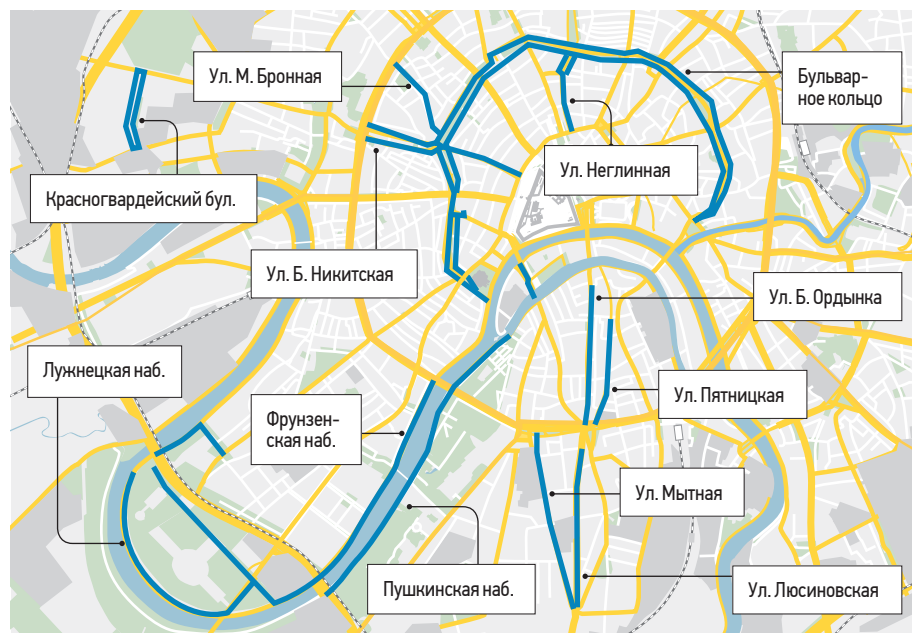 Ул. М. Бронная
Бульвар-
ное кольцо
Ул. Неглинная
Красногвардейский бул.
Ул. Б. Никитская
Ул. Б. Ордынка
Лужнецкая наб.
Ул. Пятницкая
Фрунзен-
ская наб.
Ул. Мытная
Пушкинская наб.
Ул. Люсиновская